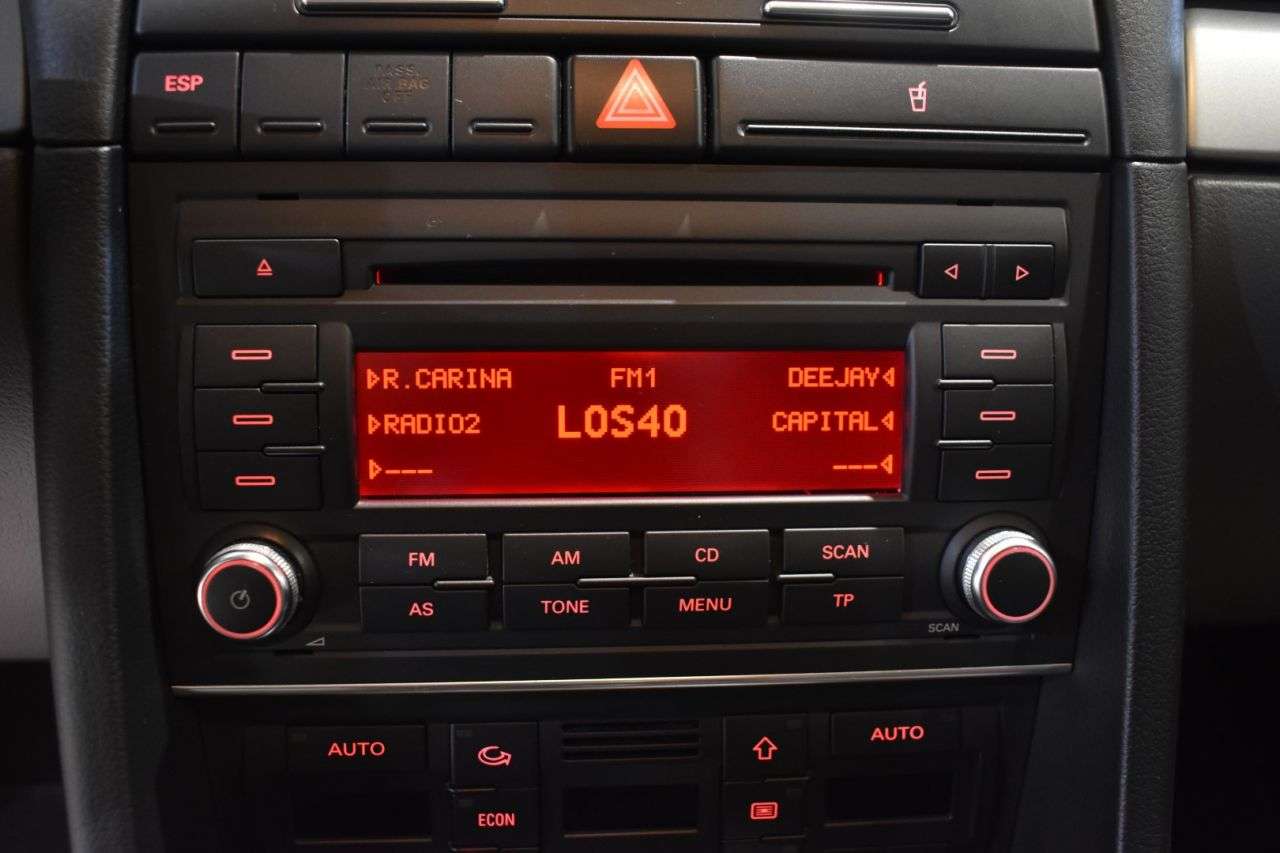 ESP
PASS.
AIR BAG
OFF
R.CARINA FM1 DEEJAY
RADIO2 LOS40 CAPITAL
--- ---
FM AM CD SCAN
AS TONE MENU TP
SCAN
AUTO AUTO
ECON